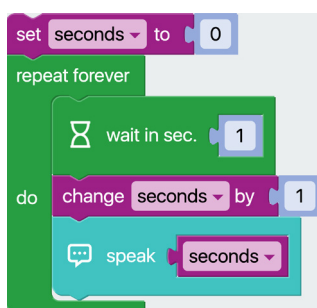 set seconds to 0
repeat forever
wait in sec. 1
do change seconds by 1
speak seconds